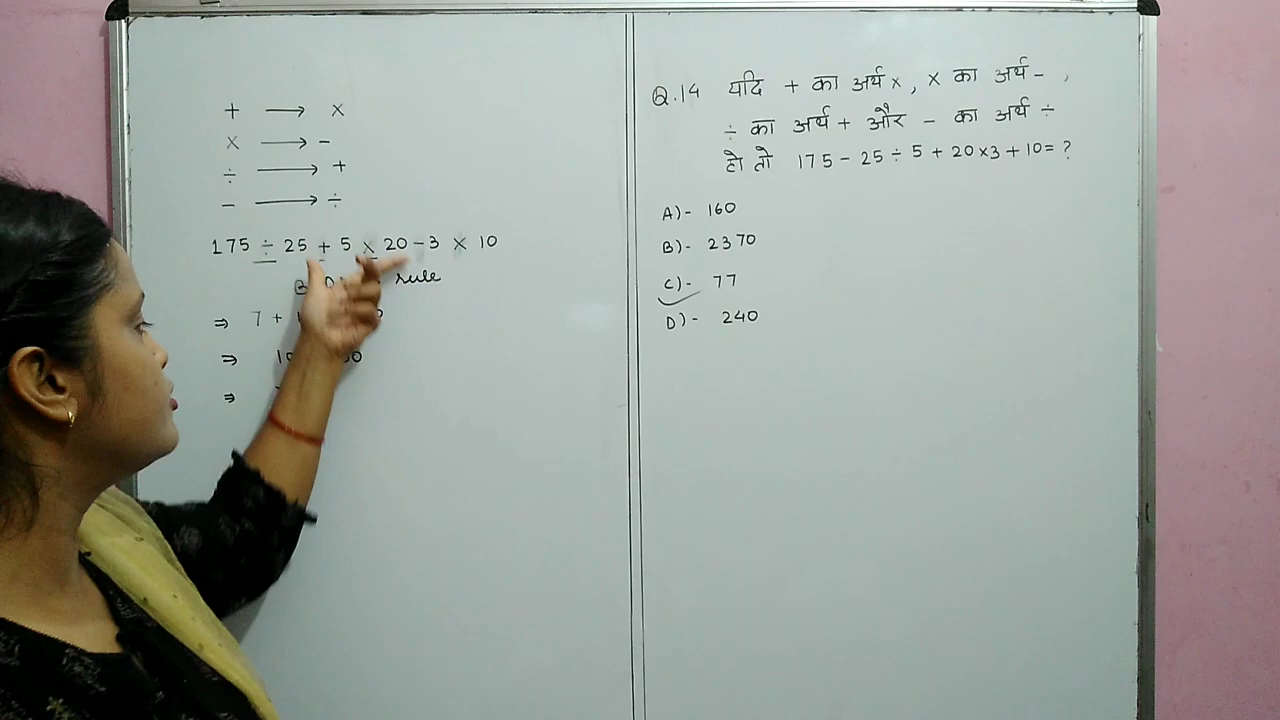 + → ×
× → -
÷ → +
- → ÷
175 ÷ 25 + 5 × 20 - 3 × 10
rule
⇒ 7 +
⇒ 10
⇒
Q.14 यदि + का अर्थ ×, × का अर्थ - ,
÷ का अर्थ + और - का अर्थ ÷
हो तो 175 - 25 ÷ 5 + 20 × 3 + 10 = ?
A)- 160
B)- 2370
C)- 77
D)- 240